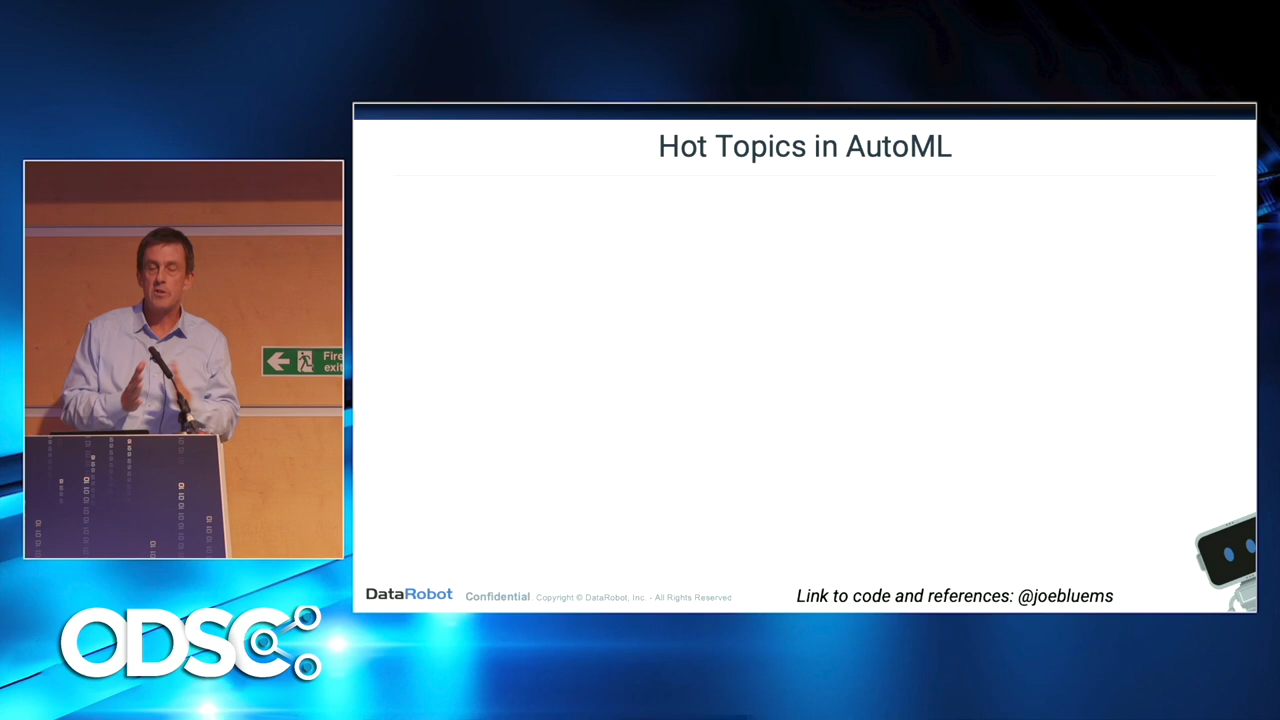 Hot Topics in AutoML
Fire
exit
DataRobot Confidential Copyright © DataRobot, Inc. - All Rights Reserved
Link to code and references: @joebluems
ODSC